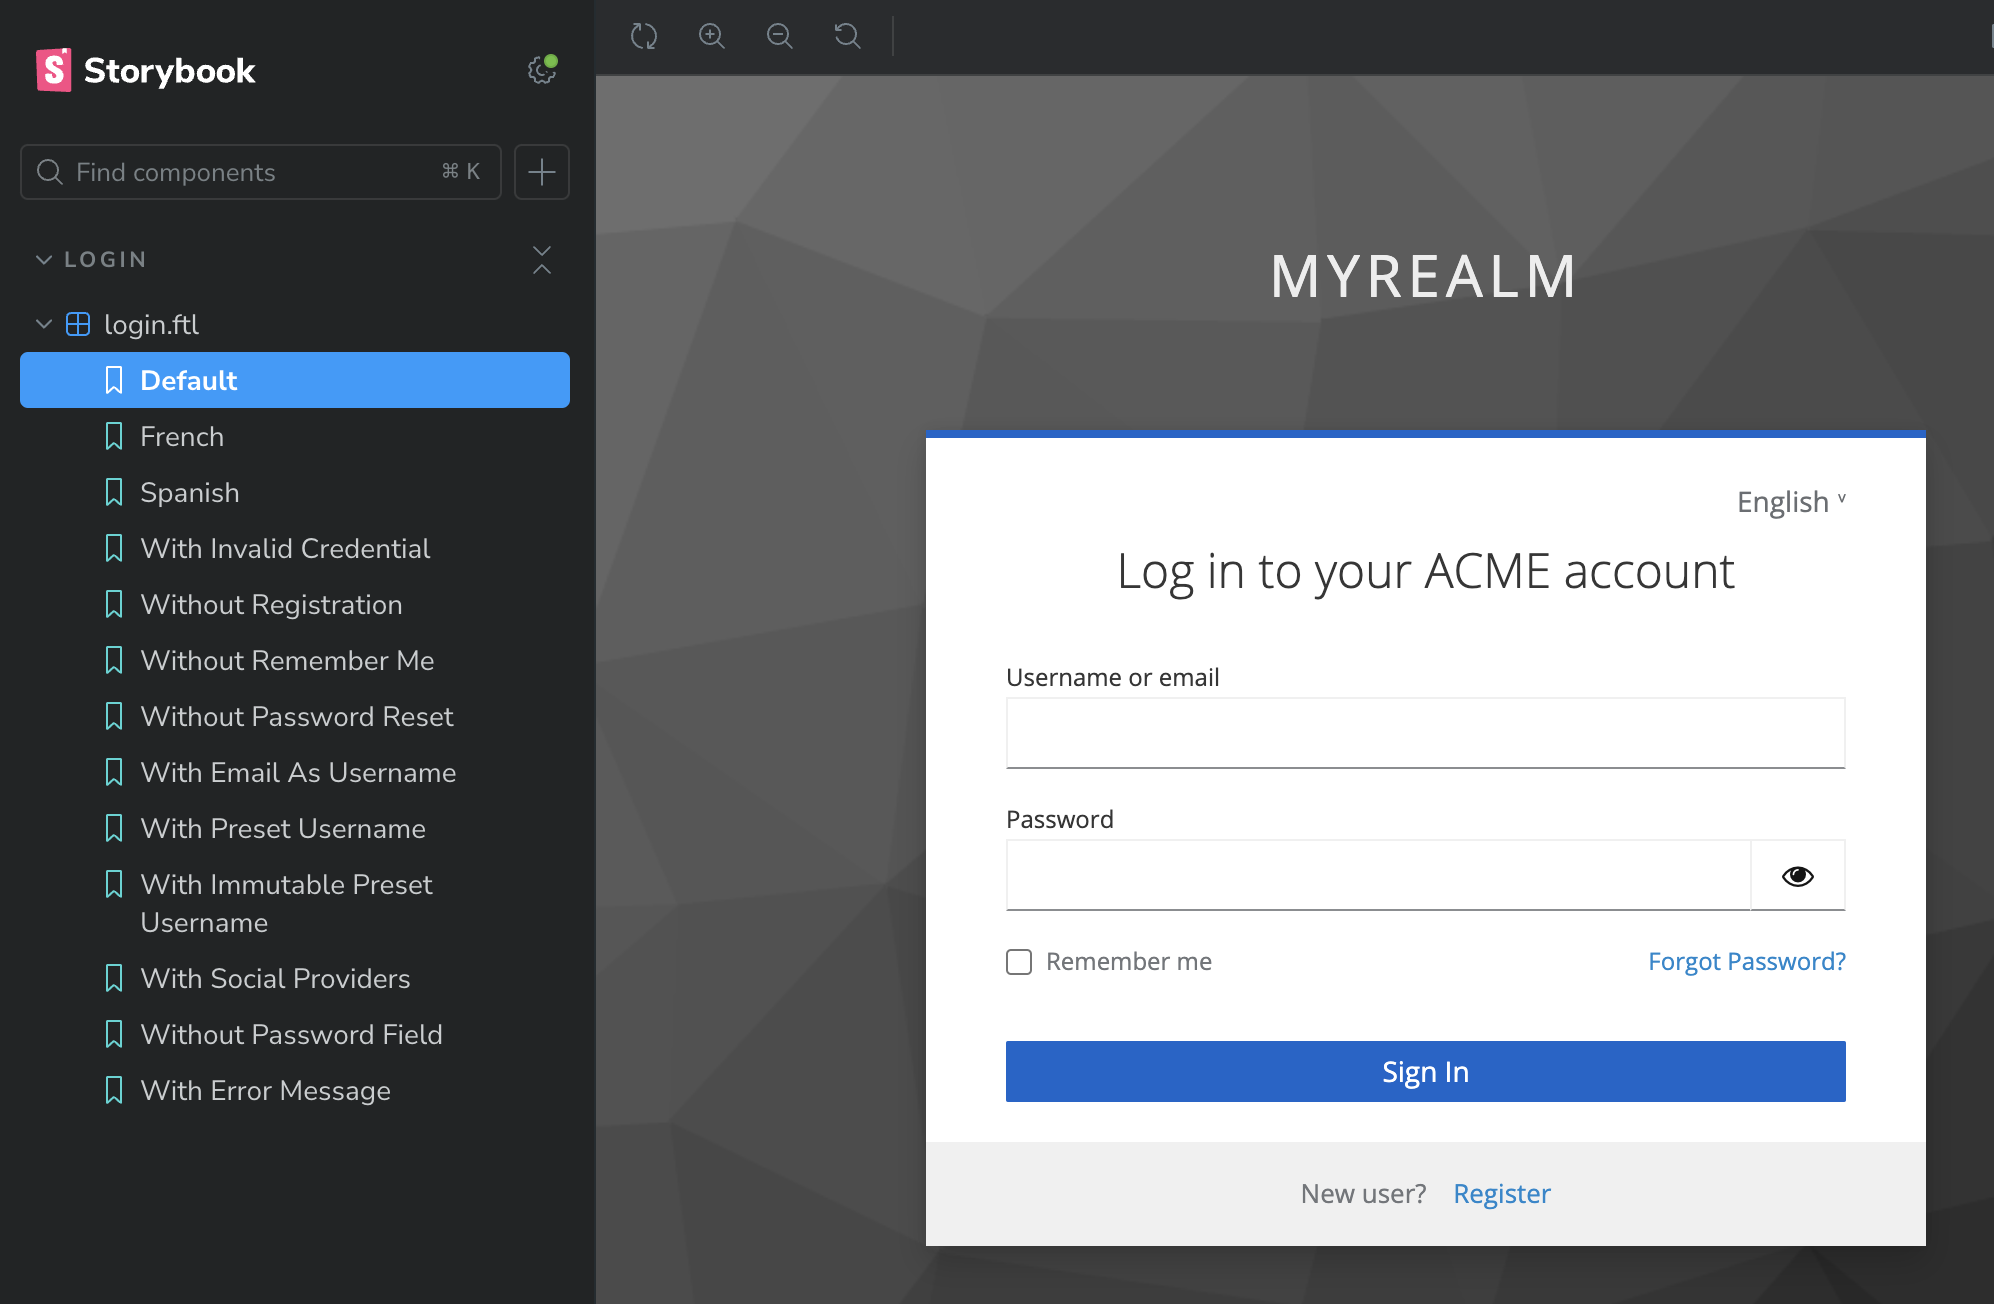 Storybook
Find components
⌘ K
LOGIN
login.ftl
Default
French
Spanish
With Invalid Credential
Without Registration
Without Remember Me
Without Password Reset
With Email As Username
With Preset Username
With Immutable Preset
Username
With Social Providers
Without Password Field
With Error Message
MYREALM
English
Log in to your ACME account
Username or email
Password
Remember me
Forgot Password?
Sign In
New user? Register